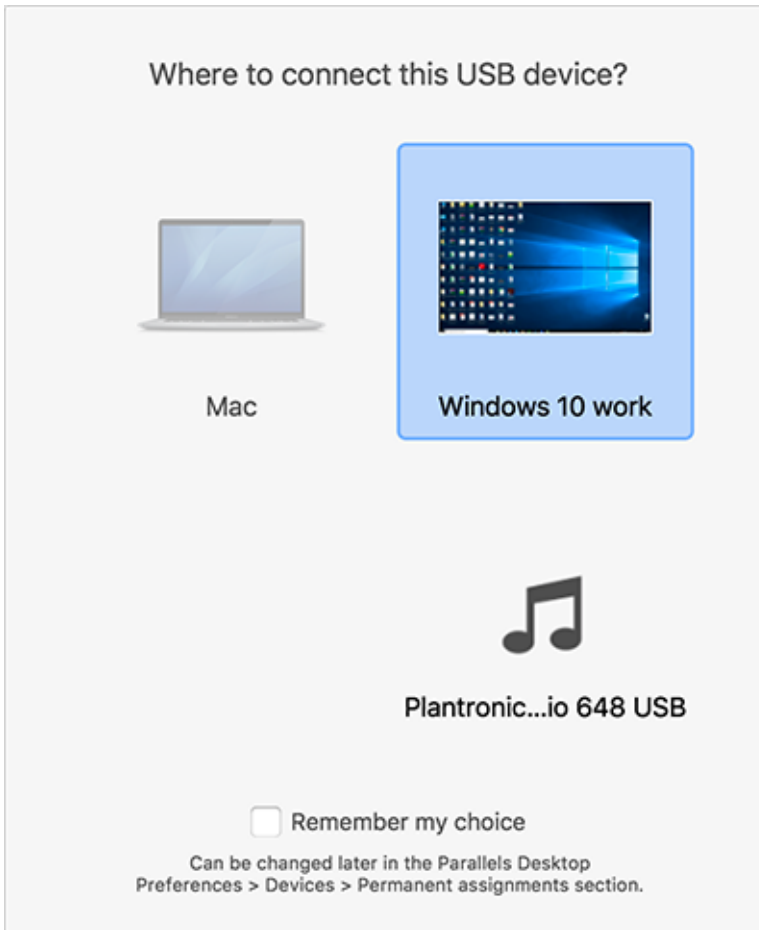 Where to connect this USB device?
Mac
Windows 10 work
Plantronic...io 648 USB
Remember my choice
Can be changed later in the Parallels Desktop
Preferences > Devices > Permanent assignments section.